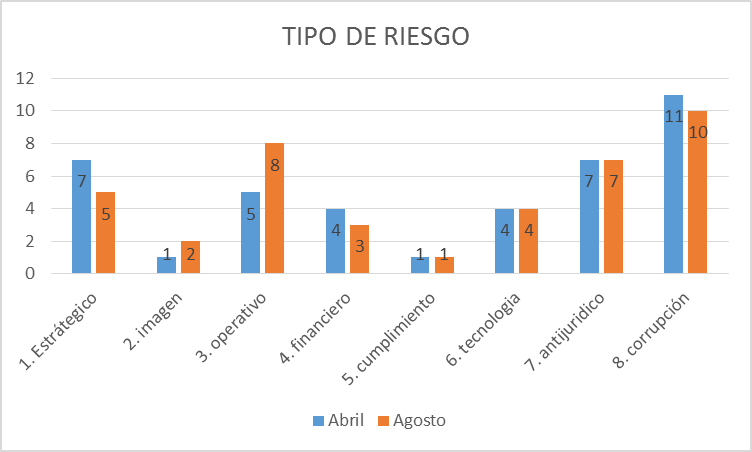 TIPO DE RIESGO
12
10
8
6
4
2
0
7
5
1
2
5
8
4
3
1
1
4
4
7
7
11
10
1. Estrátegico
2. imagen
3. operativo
4. financiero
5. cumplimiento
6. tecnologia
7. antijuridico
8. corrupción
Abril
Agosto